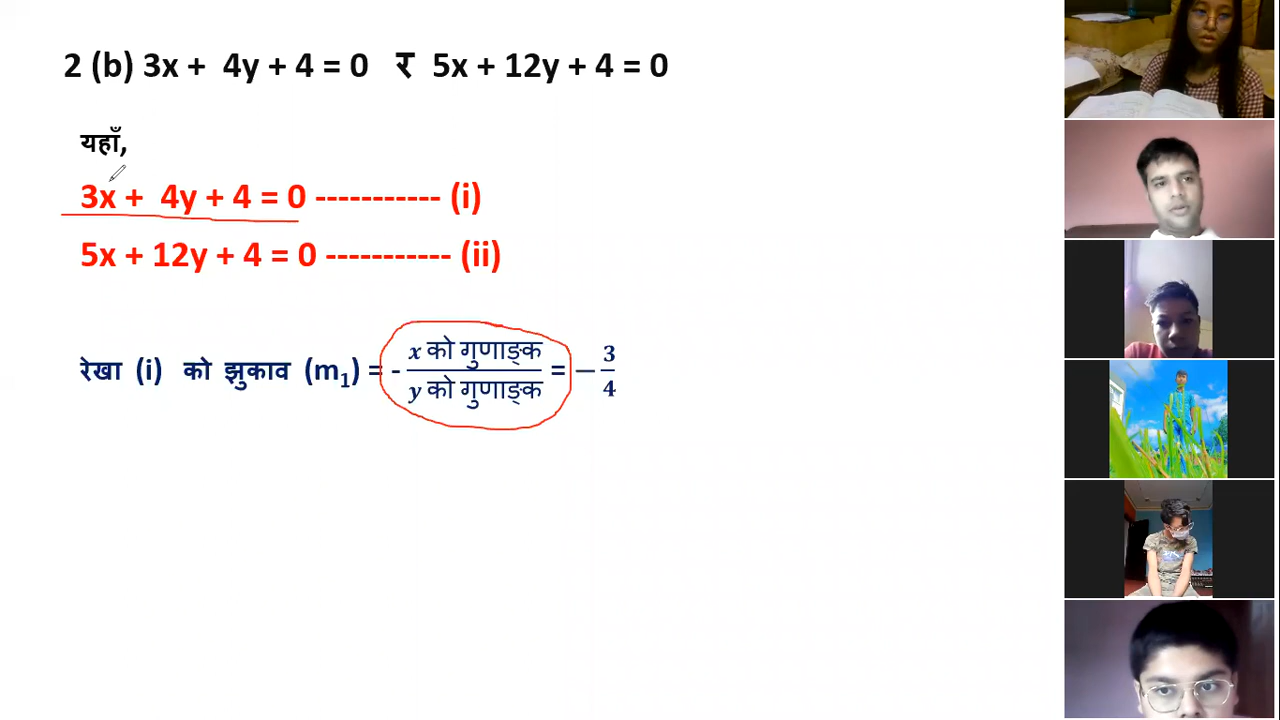 2 (b) 3x + 4y + 4 = 0 र 5x + 12y + 4 = 0
यहाँ,
3x + 4y + 4 = 0 ----------- (i)
5x + 12y + 4 = 0 ----------- (ii)
रेखा (i) को झुकाव (m₁) = - x को गुणाङ्क / y को गुणाङ्क = − 3/4